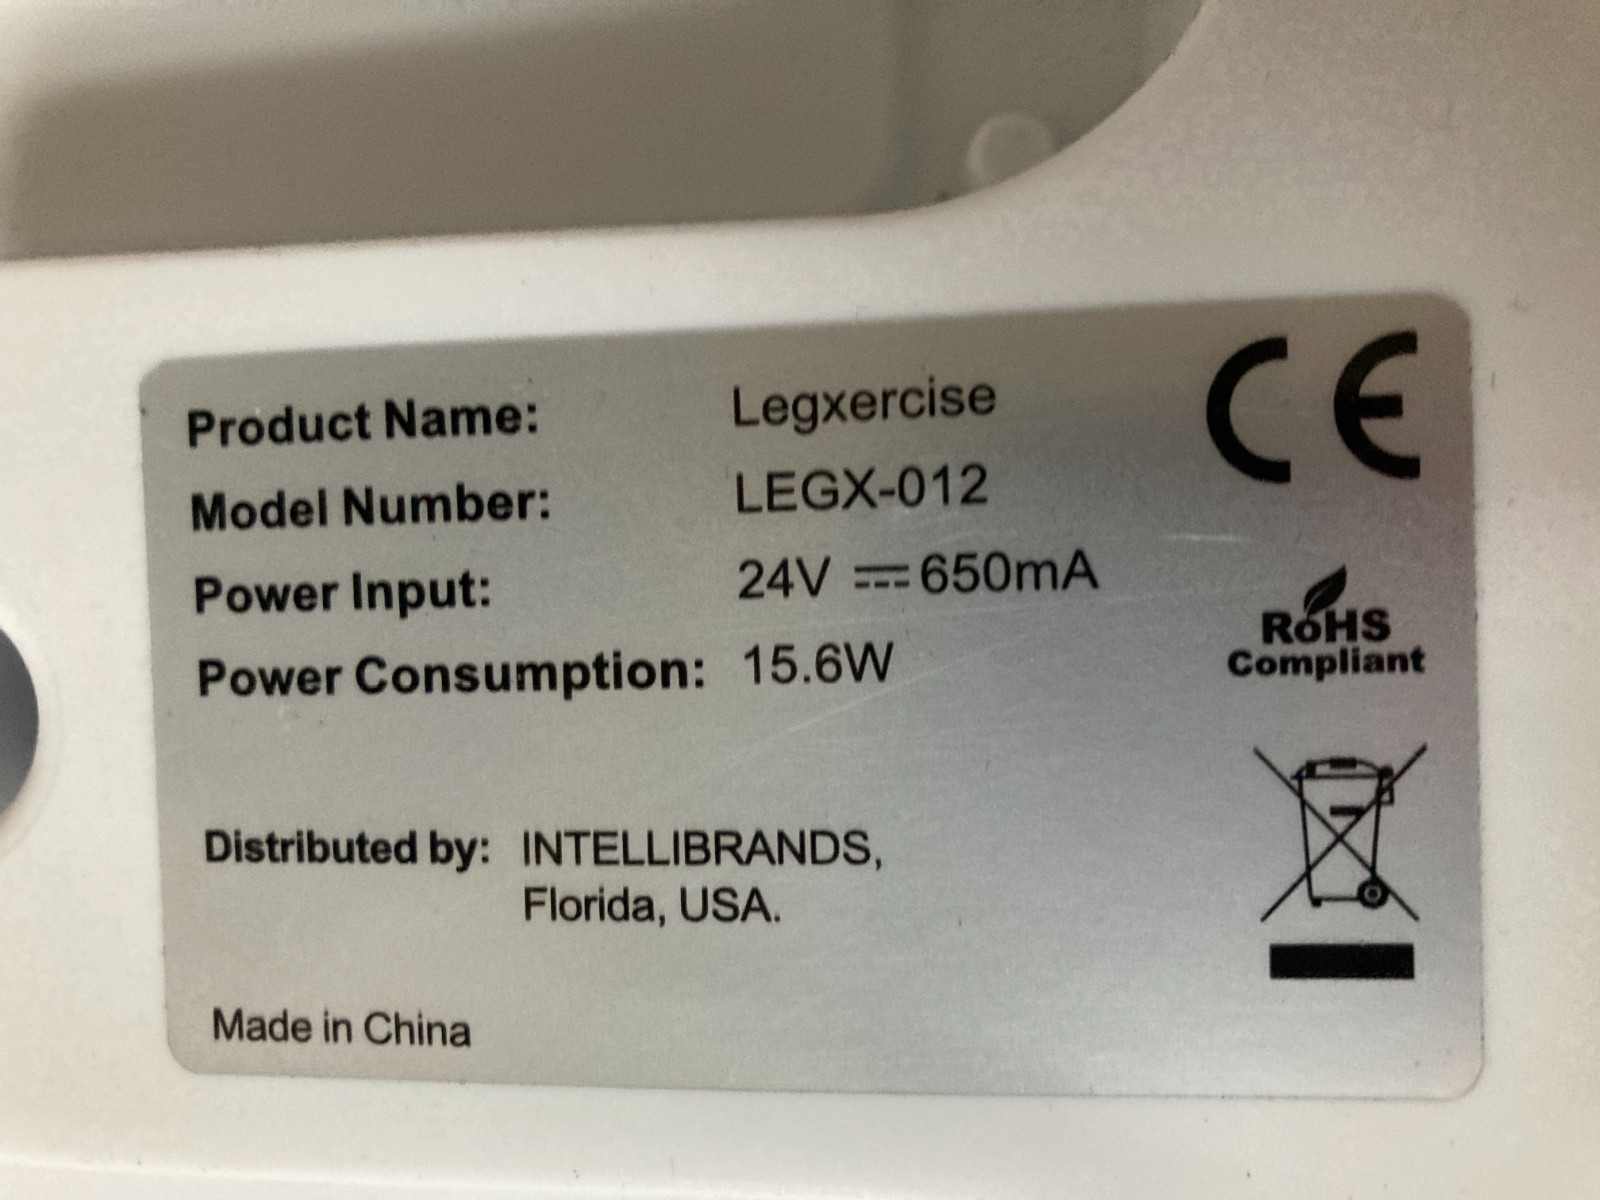 Product Name: Legxercise
Model Number: LEGX-012
Power Input: 24V ⎓ 650mA
Power Consumption: 15.6W
Distributed by: INTELLIBRANDS,
Florida, USA.
Made in China
CE
RoHS
Compliant